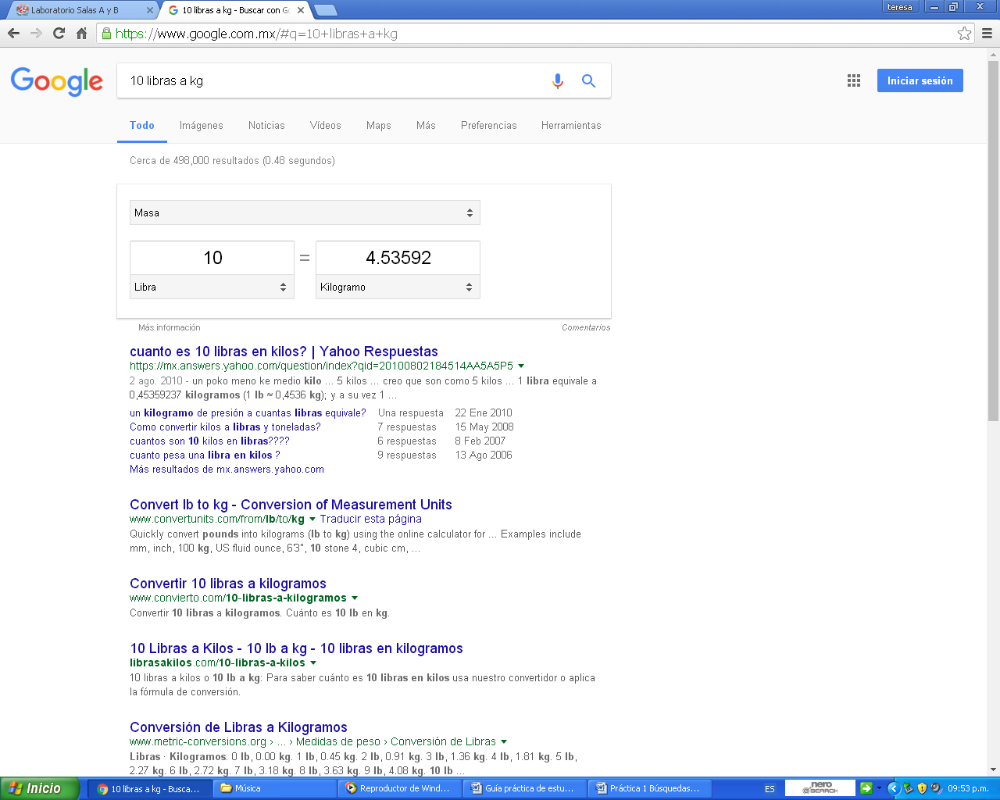 Laboratorio Salas A y B
10 libras a kg - Buscar con Go
teresa
https://www.google.com.mx/#q=10+libras+a+kg
Google
10 libras a kg
Iniciar sesión
Todo Imágenes Noticias Vídeos Maps Más Preferencias Herramientas
Cerca de 498,000 resultados (0.48 segundos)
Masa
10 = 4.53592
Libra Kilogramo
Más información Comentarios
cuanto es 10 libras en kilos? | Yahoo Respuestas
https://mx.answers.yahoo.com/question/index?qid=20100802184514AA5A5P5
2 ago. 2010 - un poko meno ke medio kilo ... 5 kilos ... creo que son como 5 kilos ... 1 libra equivale a
0,45359237 kilogramos (1 lb ≈ 0,4536 kg); y a su vez 1 ...
un kilogramo de presión a cuantas libras equivale? Una respuesta 22 Ene 2010
Como convertir kilos a libras y toneladas? 7 respuestas 15 May 2008
cuantos son 10 kilos en libras???? 6 respuestas 8 Feb 2007
cuanto pesa una libra en kilos ? 9 respuestas 13 Ago 2006
Más resultados de mx.answers.yahoo.com
Convert lb to kg - Conversion of Measurement Units
www.convertunits.com/from/lb/to/kg Traducir esta página
Quickly convert pounds into kilograms (lb to kg) using the online calculator for ... Examples include
mm, inch, 100 kg, US fluid ounce, 6'3", 10 stone 4, cubic cm, ...
Convertir 10 libras a kilogramos
www.convierto.com/10-libras-a-kilogramos
Convertir 10 libras a kilogramos. Cuánto es 10 lb en kg.
10 Libras a Kilos - 10 lb a kg - 10 libras en kilogramos
librasakilos.com/10-libras-a-kilos
10 libras a kilos o 10 lb a kg: Para saber cuánto es 10 libras en kilos usa nuestro convertidor o aplica
la fórmula de conversión.
Conversión de Libras a Kilogramos
www.metric-conversions.org › ... › Medidas de peso › Conversión de Libras
Libras · Kilogramos. 0 lb, 0.00 kg. 1 lb, 0.45 kg. 2 lb, 0.91 kg. 3 lb, 1.36 kg. 4 lb, 1.81 kg. 5 lb,
2.27 kg. 6 lb, 2.72 kg. 7 lb, 3.18 kg. 8 lb, 3.63 kg. 9 lb, 4.08 kg. 10 lb ...
Inicio
10 libras a kg - Busca...
Música
Reproductor de Wind...
Guía práctica de estu...
Práctica 1 Búsquedas...
ES
nero
SEARCH
09:53 p.m.